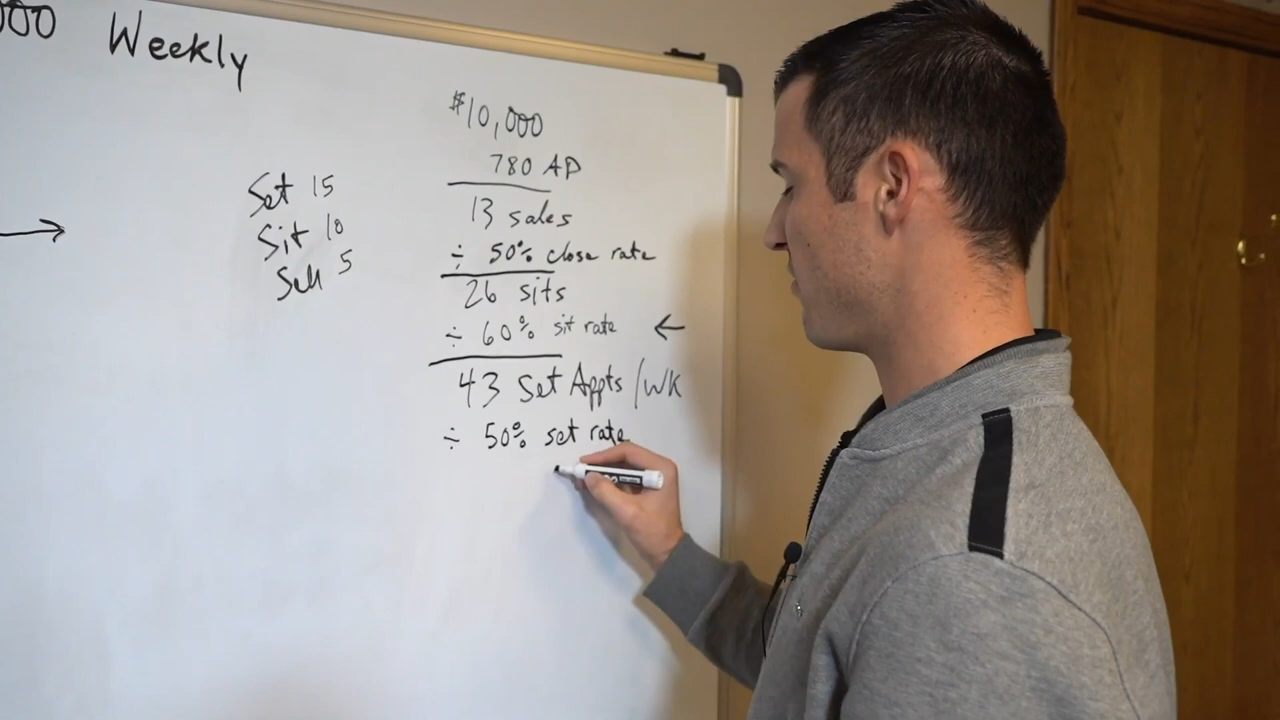 000 Weekly
Set 15
Sit 10
Sell 5
$10,000
780 AP
13 sales
÷ 50% close rate
26 sits
÷ 60% sit rate ←
43 Set Appts/WK
÷ 50% set rate